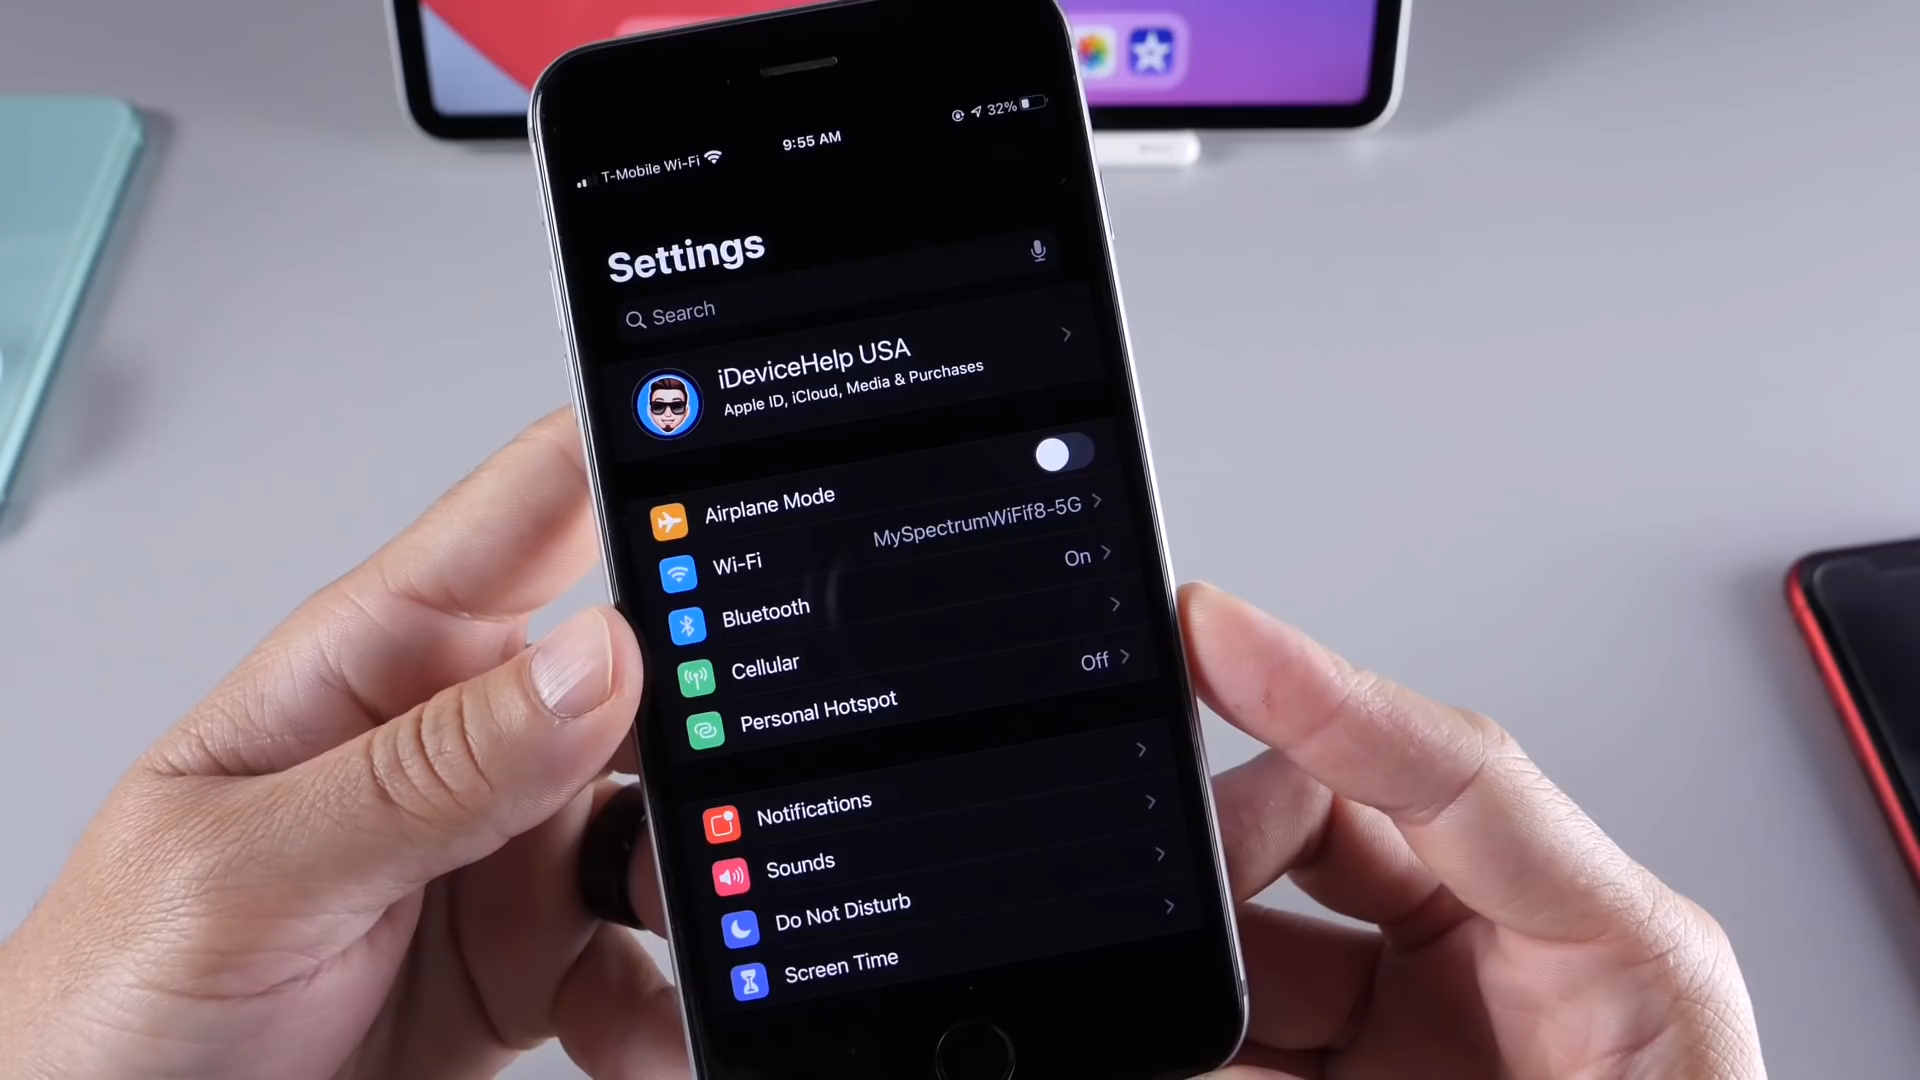 T-Mobile Wi-Fi 9:55 AM 32%
Settings
Search
iDeviceHelp USA
Apple ID, iCloud, Media & Purchases
Airplane Mode
Wi-Fi MySpectrumWiFif8-5G
Bluetooth On
Cellular
Personal Hotspot Off
Notifications
Sounds
Do Not Disturb
Screen Time